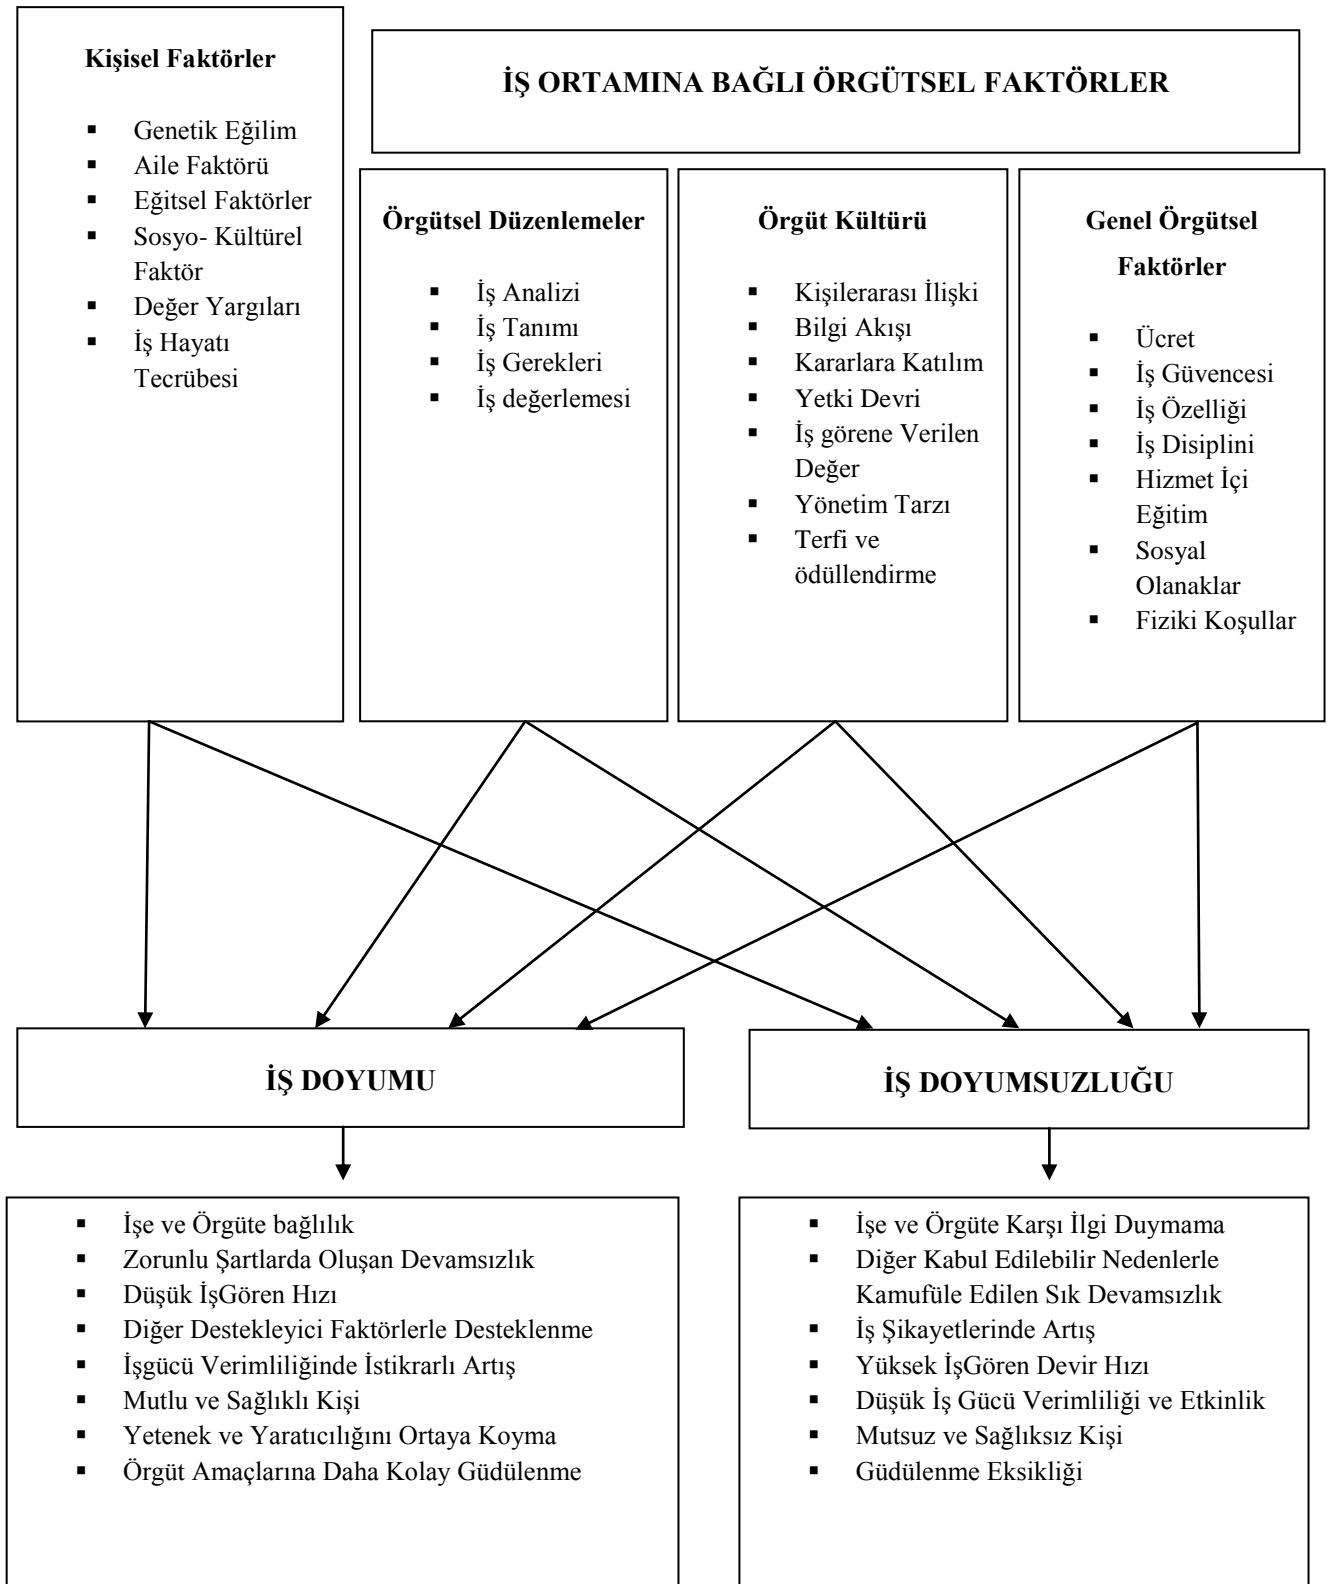 Kişisel Faktörler
Genetik Eğilim
Aile Faktörü
Eğitsel Faktörler
Sosyo- Kültürel
Faktör
Değer Yargıları
İş Hayatı
Tecrübesi
İŞ ORTAMINA BAĞLI ÖRGÜTSEL FAKTÖRLER
Örgütsel Düzenlemeler
İş Analizi
İş Tanımı
İş Gerekleri
İş değerlemesi
Örgüt Kültürü
Kişilerarası İlişki
Bilgi Akışı
Kararlara Katılım
Yetki Devri
İş görene Verilen
Değer
Yönetim Tarzı
Terfi ve
ödüllendirme
Genel Örgütsel
Faktörler
Ücret
İş Güvencesi
İş Özelliği
İş Disiplini
Hizmet İçi
Eğitim
Sosyal
Olanaklar
Fiziki Koşullar
İŞ DOYUMU
İŞ DOYUMSUZLUĞU
İşe ve Örgüte bağlılık
Zorunlu Şartlarda Oluşan Devamsızlık
Düşük İşGören Hızı
Diğer Destekleyici Faktörlerle Desteklenme
İşgücü Verimliliğinde İstikrarlı Artış
Mutlu ve Sağlıklı Kişi
Yetenek ve Yaratıcılığını Ortaya Koyma
Örgüt Amaçlarına Daha Kolay Güdülenme
İşe ve Örgüte Karşı İlgi Duymama
Diğer Kabul Edilebilir Nedenlerle
Kamufüle Edilen Sık Devamsızlık
İş Şikayetlerinde Artış
Yüksek İşGören Devir Hızı
Düşük İş Gücü Verimliliği ve Etkinlik
Mutsuz ve Sağlıksız Kişi
Güdülenme Eksikliği